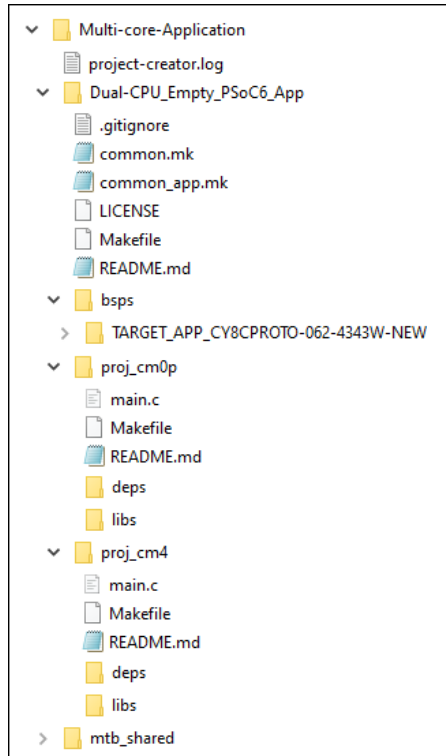 Multi-core-Application
project-creator.log
Dual-CPU_Empty_PSoC6_App
.gitignore
common.mk
common_app.mk
LICENSE
Makefile
README.md
bsps
TARGET_APP_CY8CPROTO-062-4343W-NEW
proj_cm0p
main.c
Makefile
README.md
deps
libs
proj_cm4
main.c
Makefile
README.md
deps
libs
mtb_shared